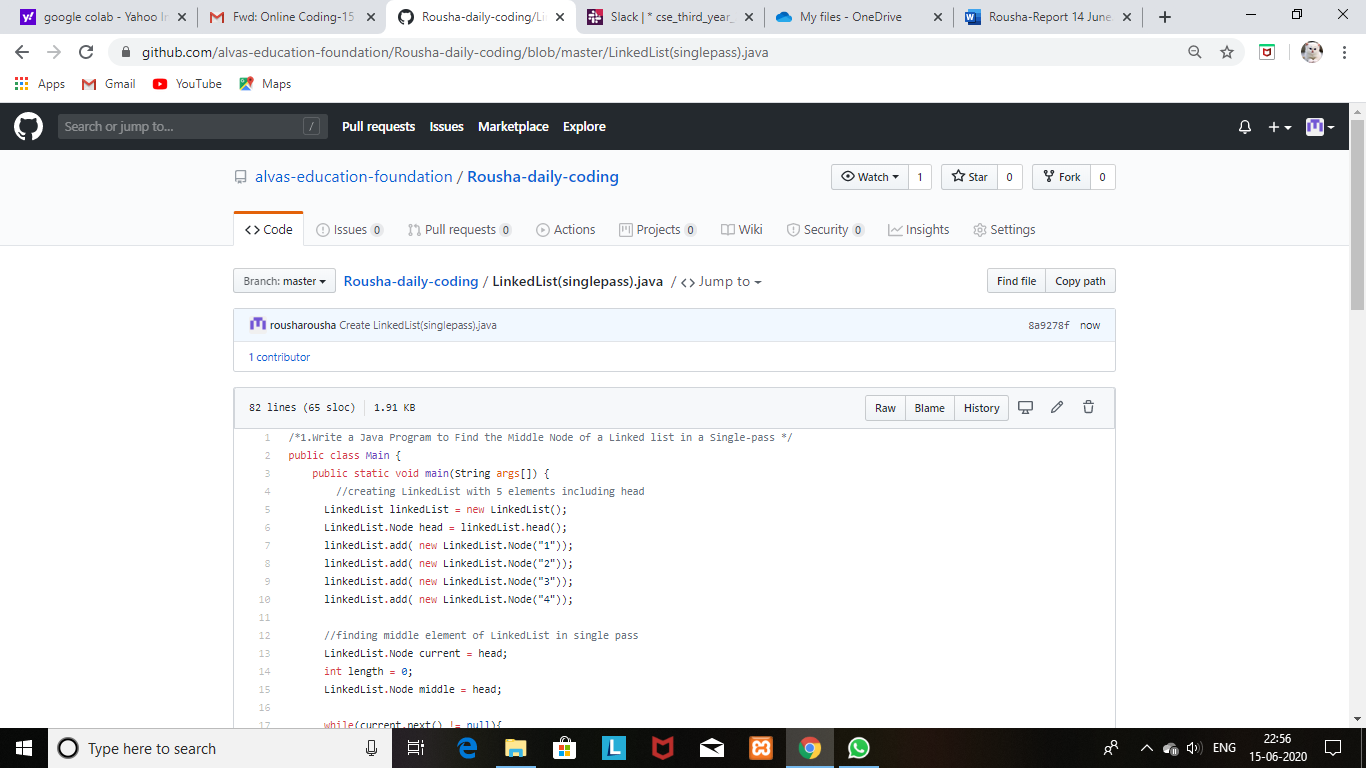 google colab - Yahoo In
Fwd: Online Coding-15
Rousha-daily-coding/Li
Slack | * cse_third_year_
My files - OneDrive
Rousha-Report 14 June.
github.com/alvas-education-foundation/Rousha-daily-coding/blob/master/LinkedList(singlepass).java
Apps Gmail YouTube Maps
Search or jump to... / Pull requests Issues Marketplace Explore
alvas-education-foundation / Rousha-daily-coding Watch 1 Star 0 Fork 0
Code Issues 0 Pull requests 0 Actions Projects 0 Wiki Security 0 Insights Settings
Branch: master Rousha-daily-coding / LinkedList(singlepass).java / <> Jump to Find file Copy path
rousharousha Create LinkedList(singlepass).java 8a9278f now
1 contributor
82 lines (65 sloc) 1.91 KB Raw Blame History
1 /*1.Write a Java Program to Find the Middle Node of a Linked list in a Single-pass */
2 public class Main {
3 public static void main(String args[]) {
4 //creating LinkedList with 5 elements including head
5 LinkedList linkedList = new LinkedList();
6 LinkedList.Node head = linkedList.head();
7 linkedList.add( new LinkedList.Node("1"));
8 linkedList.add( new LinkedList.Node("2"));
9 linkedList.add( new LinkedList.Node("3"));
10 linkedList.add( new LinkedList.Node("4"));
11
12 //finding middle element of LinkedList in single pass
13 LinkedList.Node current = head;
14 int length = 0;
15 LinkedList.Node middle = head;
16
17 while(current.next() != null){
Type here to search
ENG
22:56
15-06-2020